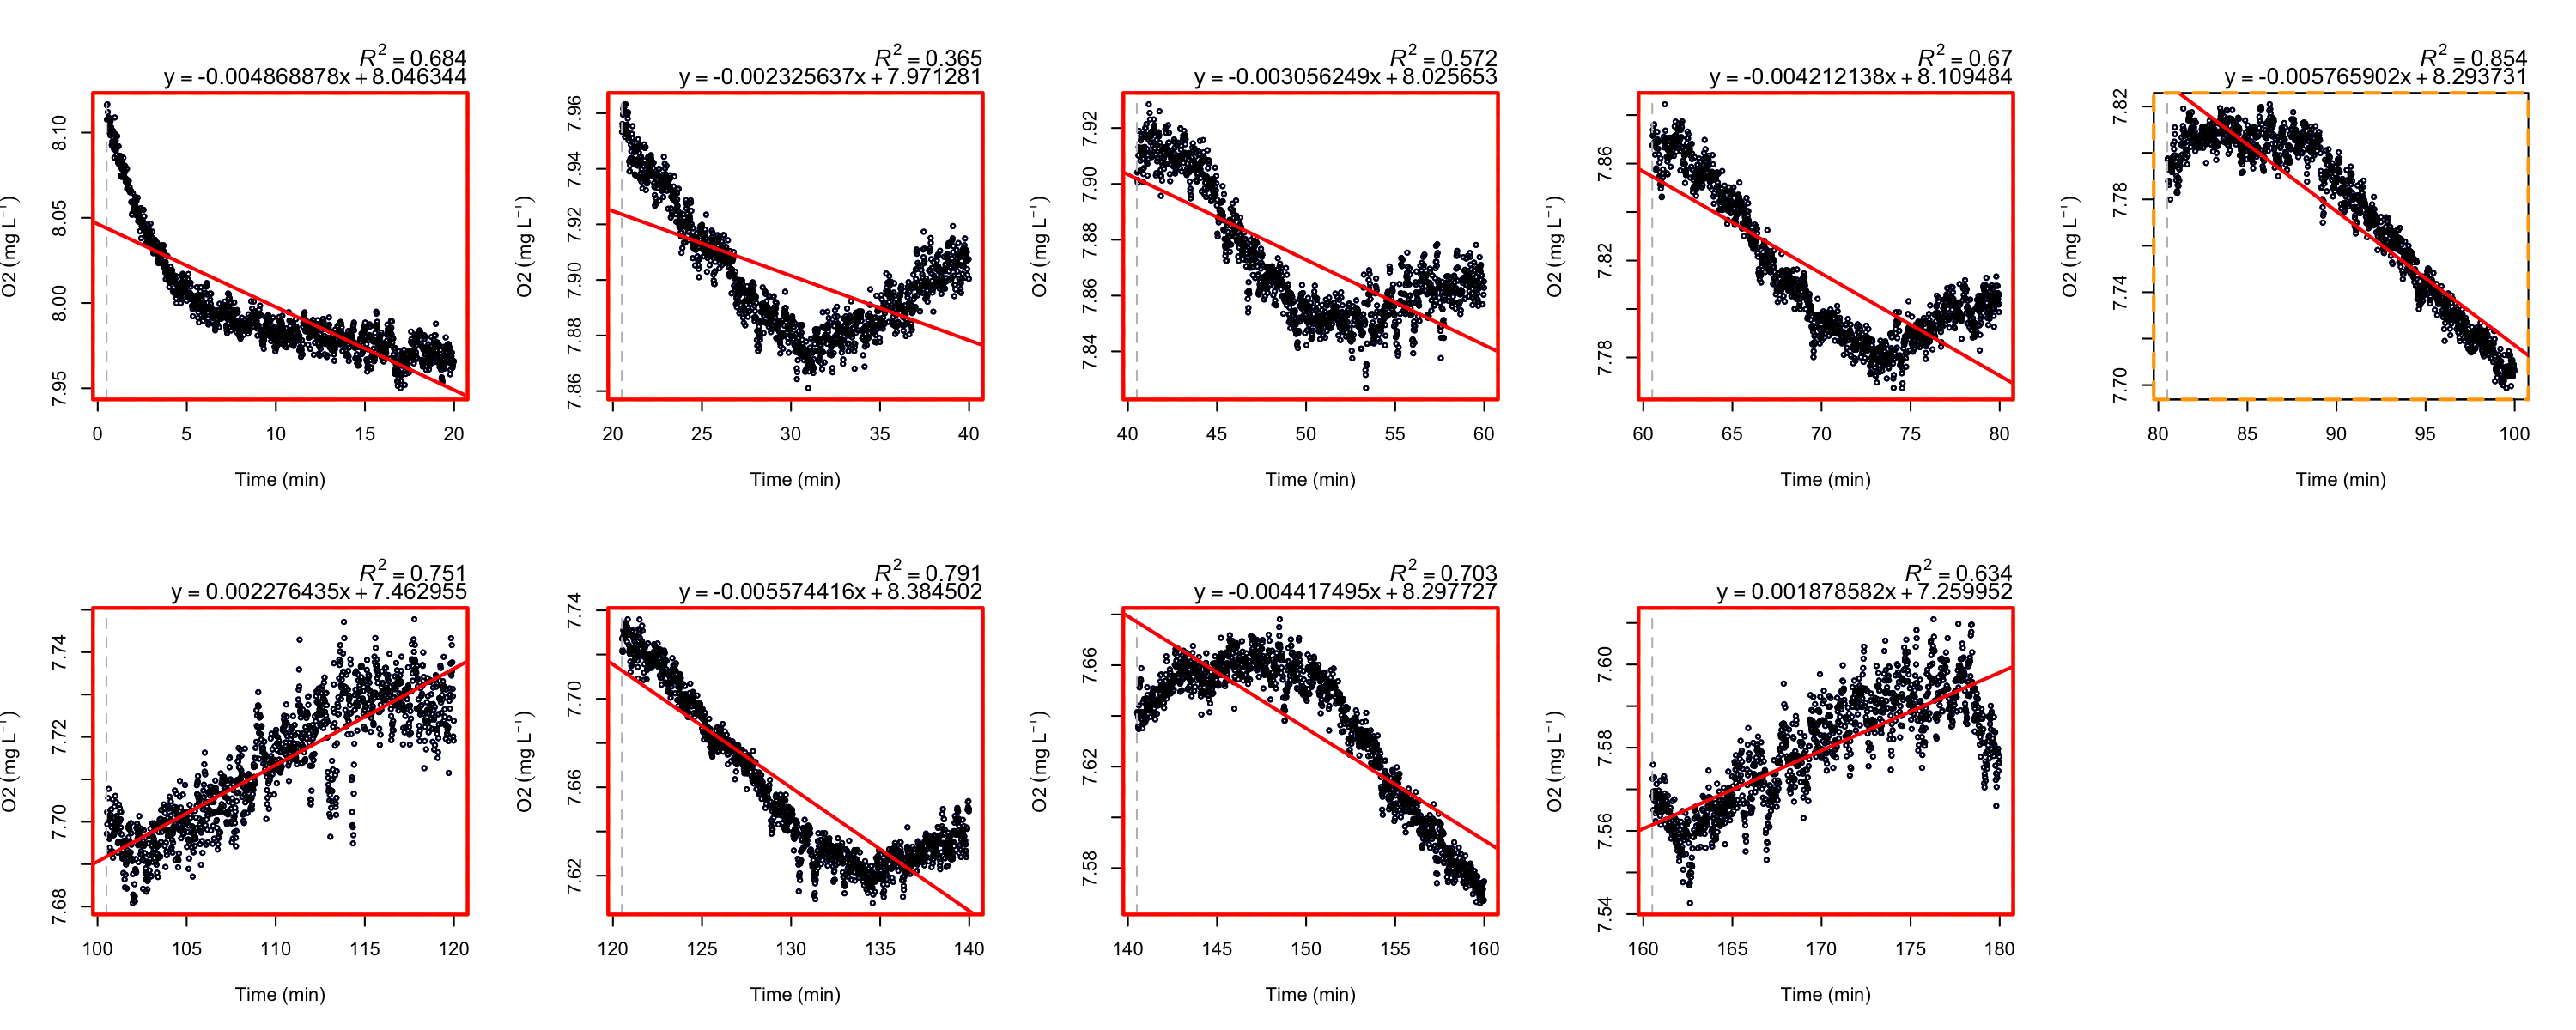 R² = 0.684
y = -0.004868878x + 8.046344
O2 (mg L⁻¹)
8.10
8.05
8.00
7.95
0 5 10 15 20
Time (min)
R² = 0.365
y = -0.002325637x + 7.971281
O2 (mg L⁻¹)
7.96
7.94
7.92
7.90
7.88
7.86
20 25 30 35 40
Time (min)
R² = 0.572
y = -0.003056249x + 8.025653
O2 (mg L⁻¹)
7.92
7.90
7.88
7.86
7.84
40 45 50 55 60
Time (min)
R² = 0.67
y = -0.004212138x + 8.109484
O2 (mg L⁻¹)
7.86
7.82
7.78
60 65 70 75 80
Time (min)
R² = 0.854
y = -0.005765902x + 8.293731
O2 (mg L⁻¹)
7.82
7.78
7.74
7.70
80 85 90 95 100
Time (min)
R² = 0.751
y = 0.002276435x + 7.462955
O2 (mg L⁻¹)
7.74
7.72
7.70
7.68
100 105 110 115 120
Time (min)
R² = 0.791
y = -0.005574416x + 8.384502
O2 (mg L⁻¹)
7.74
7.70
7.66
7.62
120 125 130 135 140
Time (min)
R² = 0.703
y = -0.004417495x + 8.297727
O2 (mg L⁻¹)
7.66
7.62
7.58
140 145 150 155 160
Time (min)
R² = 0.634
y = 0.001878582x + 7.259952
O2 (mg L⁻¹)
7.60
7.58
7.56
7.54
160 165 170 175 180
Time (min)